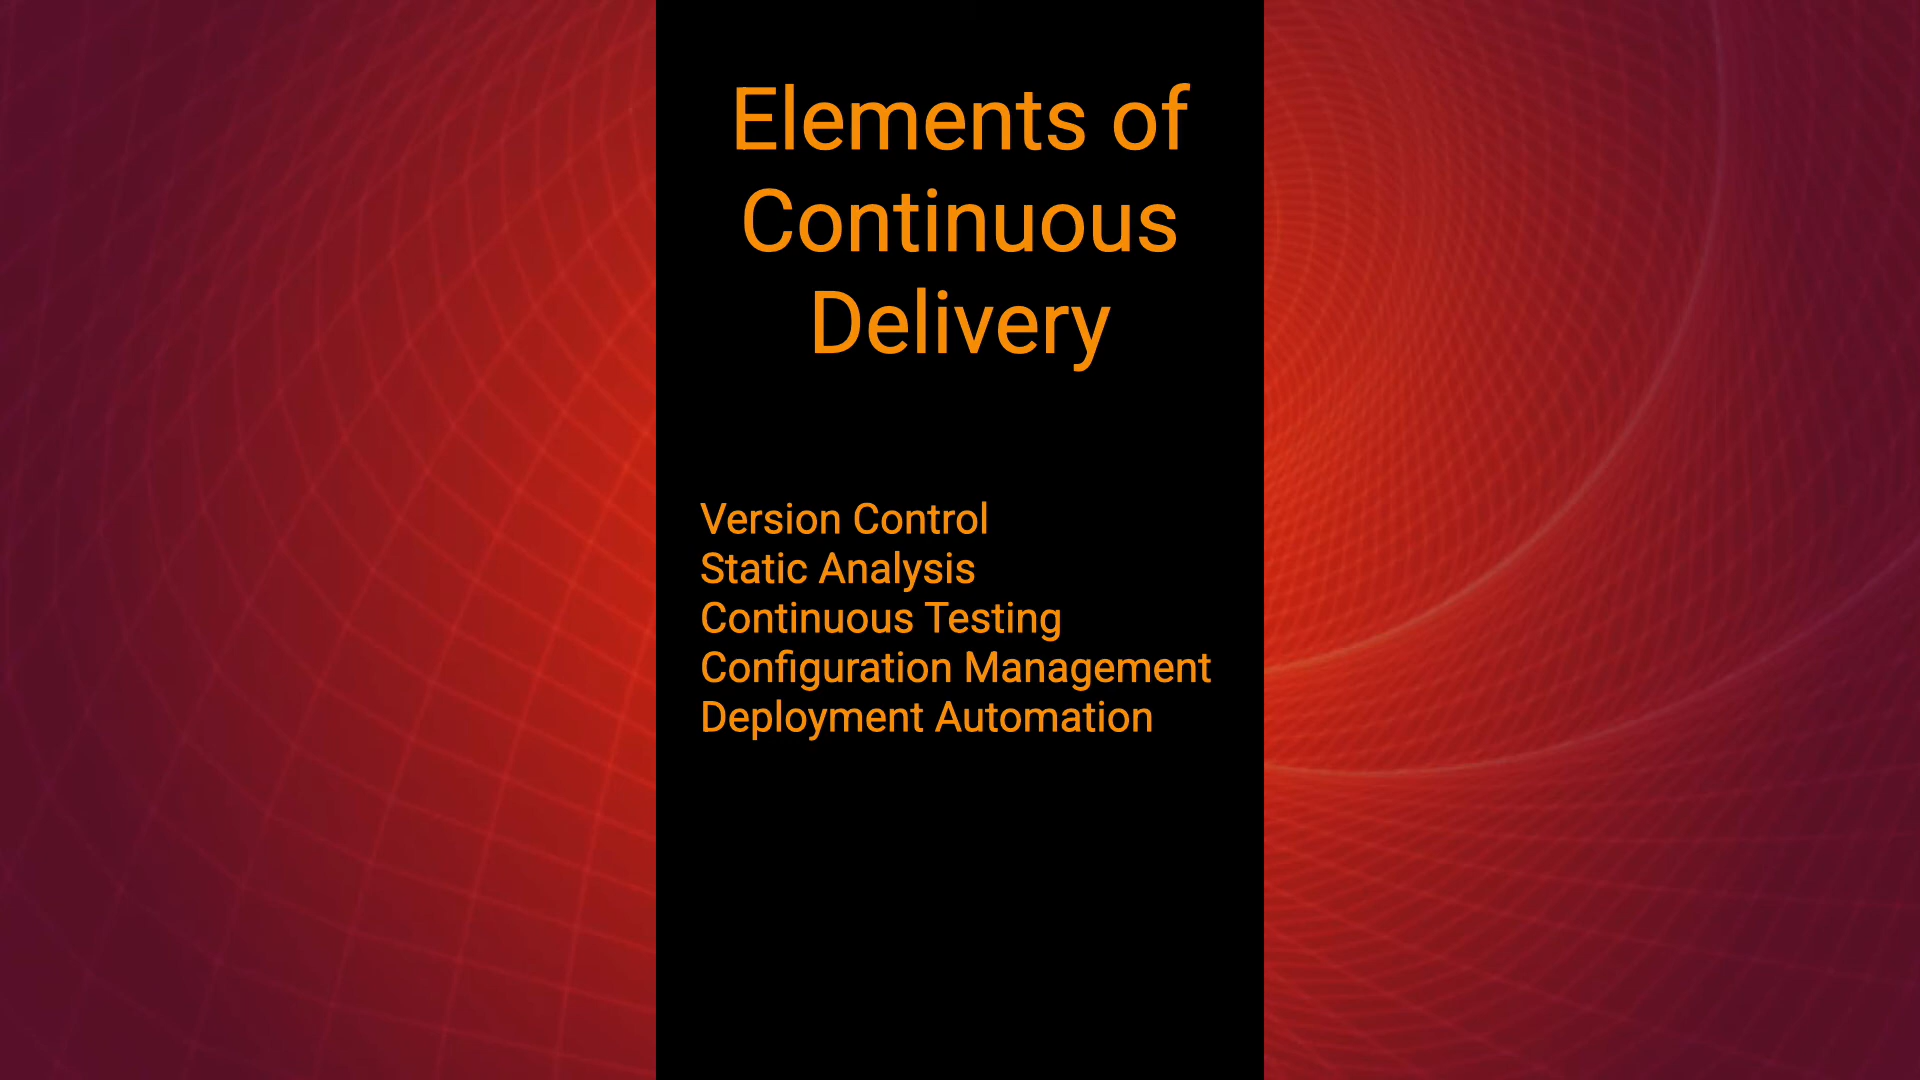 Elements of
Continuous
Delivery
Version Control
Static Analysis
Continuous Testing
Configuration Management
Deployment Automation